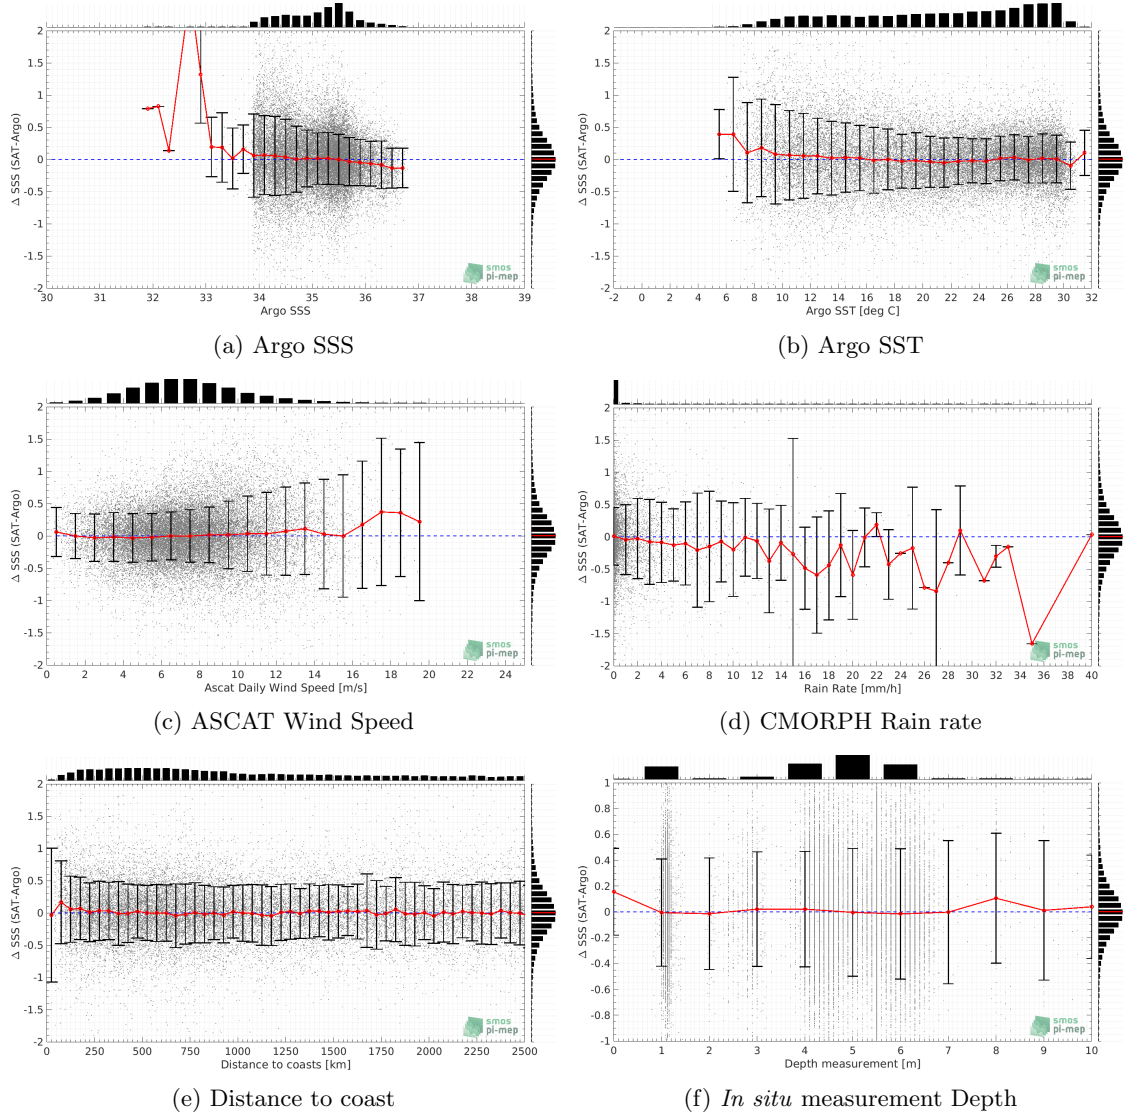 2
1.5
1
0.5
0
-0.5
-1
-1.5
-2
Δ SSS (SAT-Argo)
30 31 32 33 34 35 36 37 38 39
Argo SSS
smos
pi-mep
(a) Argo SSS
2
1.5
1
0.5
0
-0.5
-1
-1.5
-2
Δ SSS (SAT-Argo)
-2 0 2 4 6 8 10 12 14 16 18 20 22 24 26 28 30 32
Argo SST [deg C]
smos
pi-mep
(b) Argo SST
2
1.5
1
0.5
0
-0.5
-1
-1.5
-2
Δ SSS (SAT-Argo)
0 2 4 6 8 10 12 14 16 18 20 22 24
Ascat Daily Wind Speed [m/s]
smos
pi-mep
(c) ASCAT Wind Speed
2
1.5
1
0.5
0
-0.5
-1
-1.5
-2
Δ SSS (SAT-Argo)
0 2 4 6 8 10 12 14 16 18 20 22 24 26 28 30 32 34 36 38 40
Rain Rate [mm/h]
smos
pi-mep
(d) CMORPH Rain rate
2
1.5
1
0.5
0
-0.5
-1
-1.5
-2
Δ SSS (SAT-Argo)
0 250 500 750 1000 1250 1500 1750 2000 2250 2500
Distance to coasts [km]
smos
pi-mep
(e) Distance to coast
1
0.8
0.6
0.4
0.2
0
-0.2
-0.4
-0.6
-0.8
-1
Δ SSS (SAT-Argo)
0 1 2 3 4 5 6 7 8 9 10
Depth measurement [m]
smos
pi-mep
(f) In situ measurement Depth